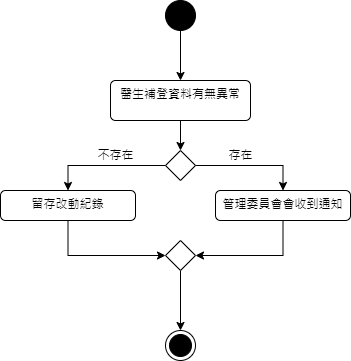 醫生補登資料有無異常
不存在
存在
留存改動紀錄
管理委員會會收到通知